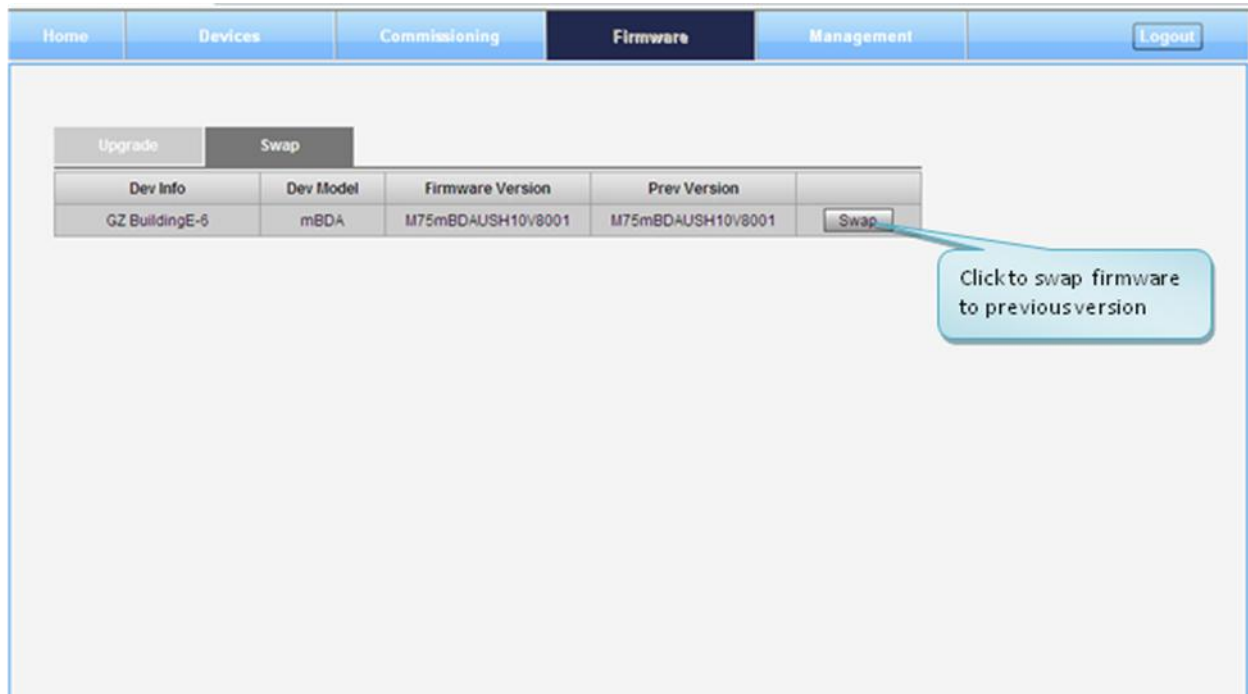 Home Devices Commissioning Firmware Management Logout
Upgrade Swap
Dev Info Dev Model Firmware Version Prev Version
GZ BuildingE-6 mBDA M75mBDAUSH10V8001 M75mBDAUSH10V8001 Swap
Click to swap firmware
to previous version